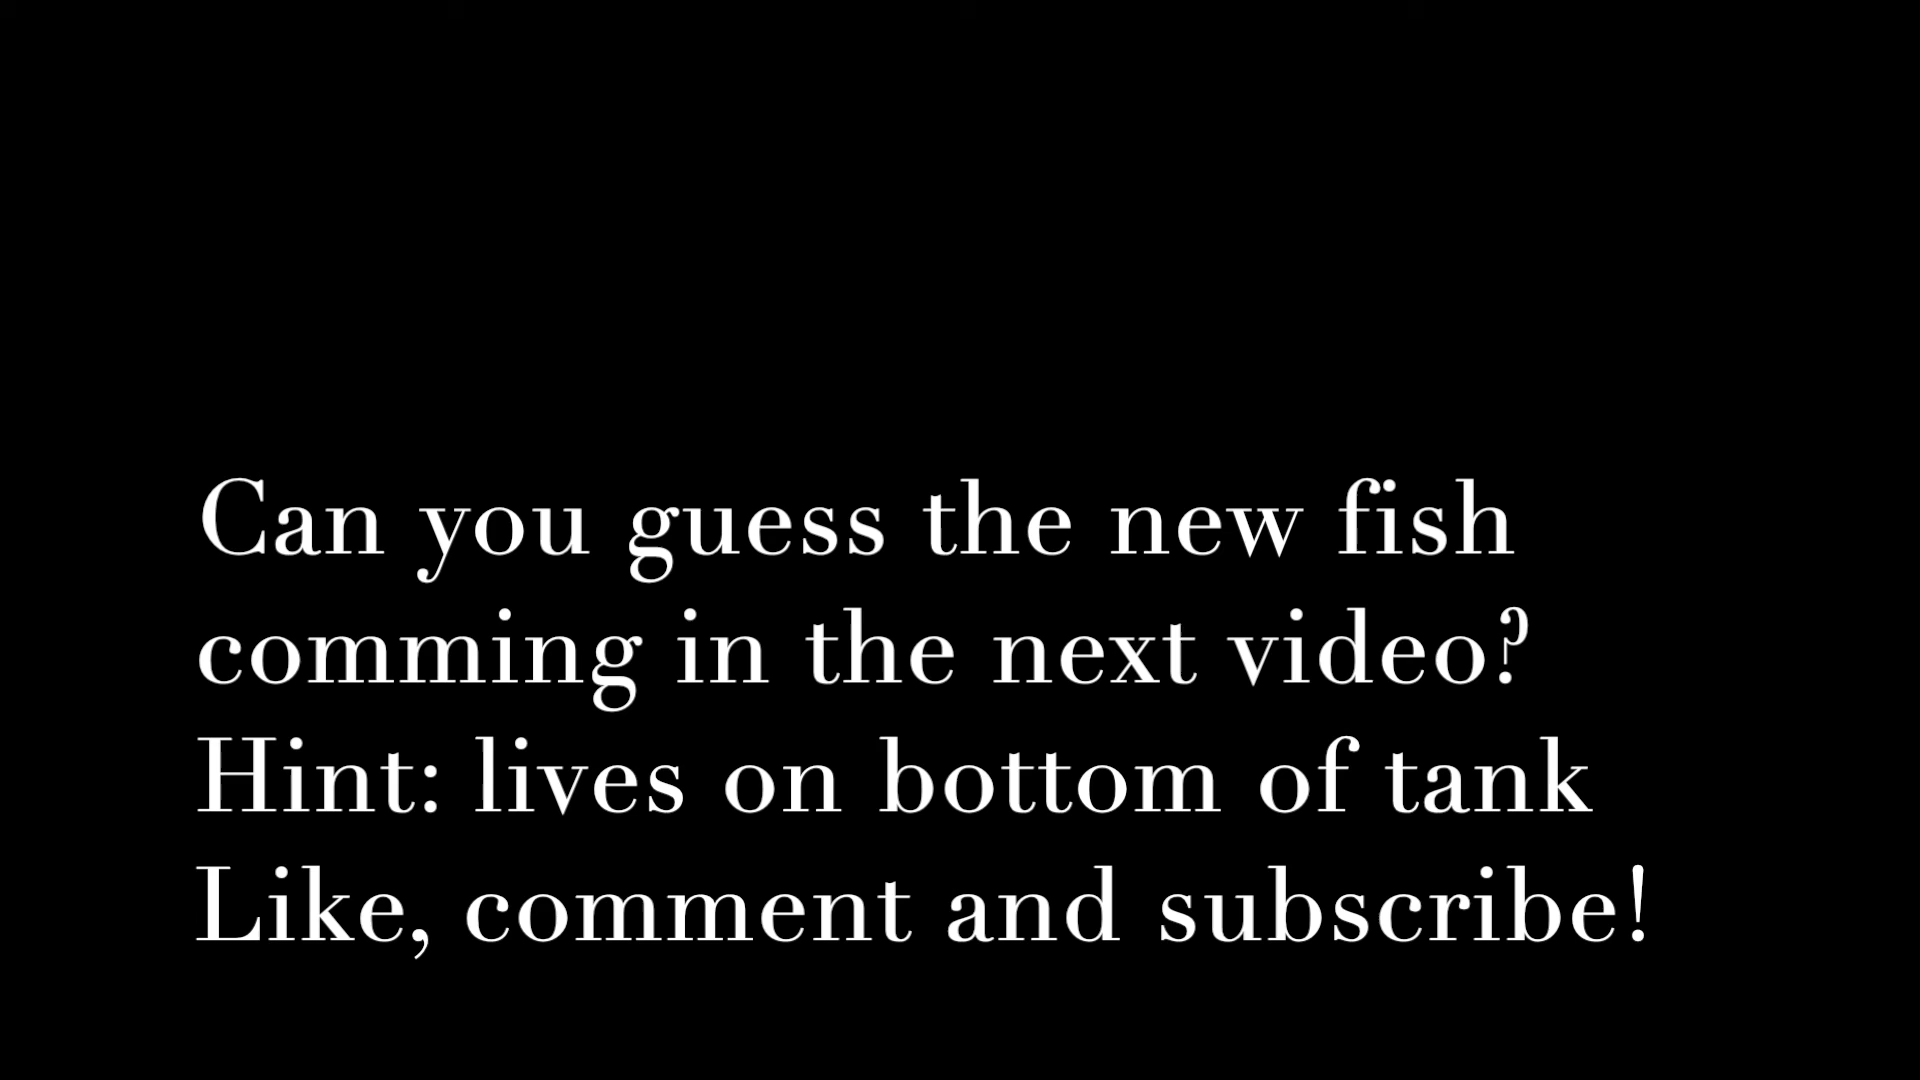 Can you guess the new fish
comming in the next video?
Hint: lives on bottom of tank
Like, comment and subscribe!